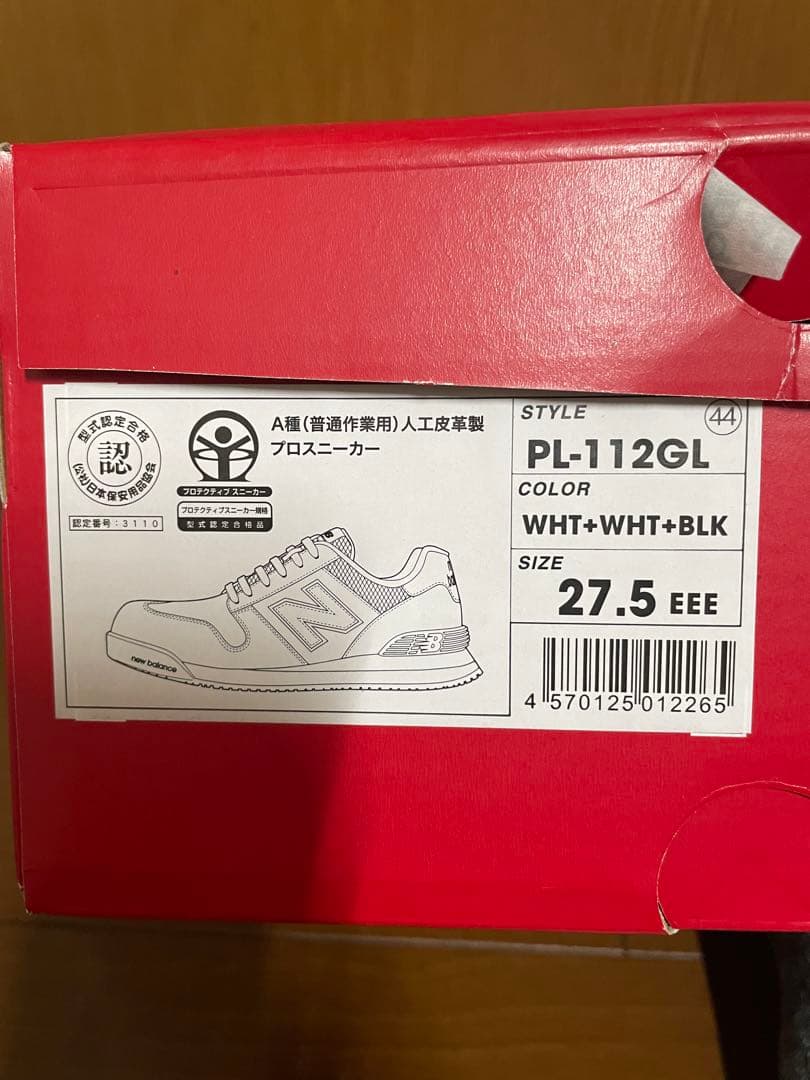 型式認定合格
認
(公社)日本保安用品協会
認定番号：3110
プロテクティブ スニーカー
プロテクティブスニーカー規格
型式認定合格品
A種（普通作業用）人工皮革製
プロスニーカー
N
NB
new balance
STYLE
44
PL-112GL
COLOR
WHT+WHT+BLK
SIZE
27.5 EEE
4 570125 012265